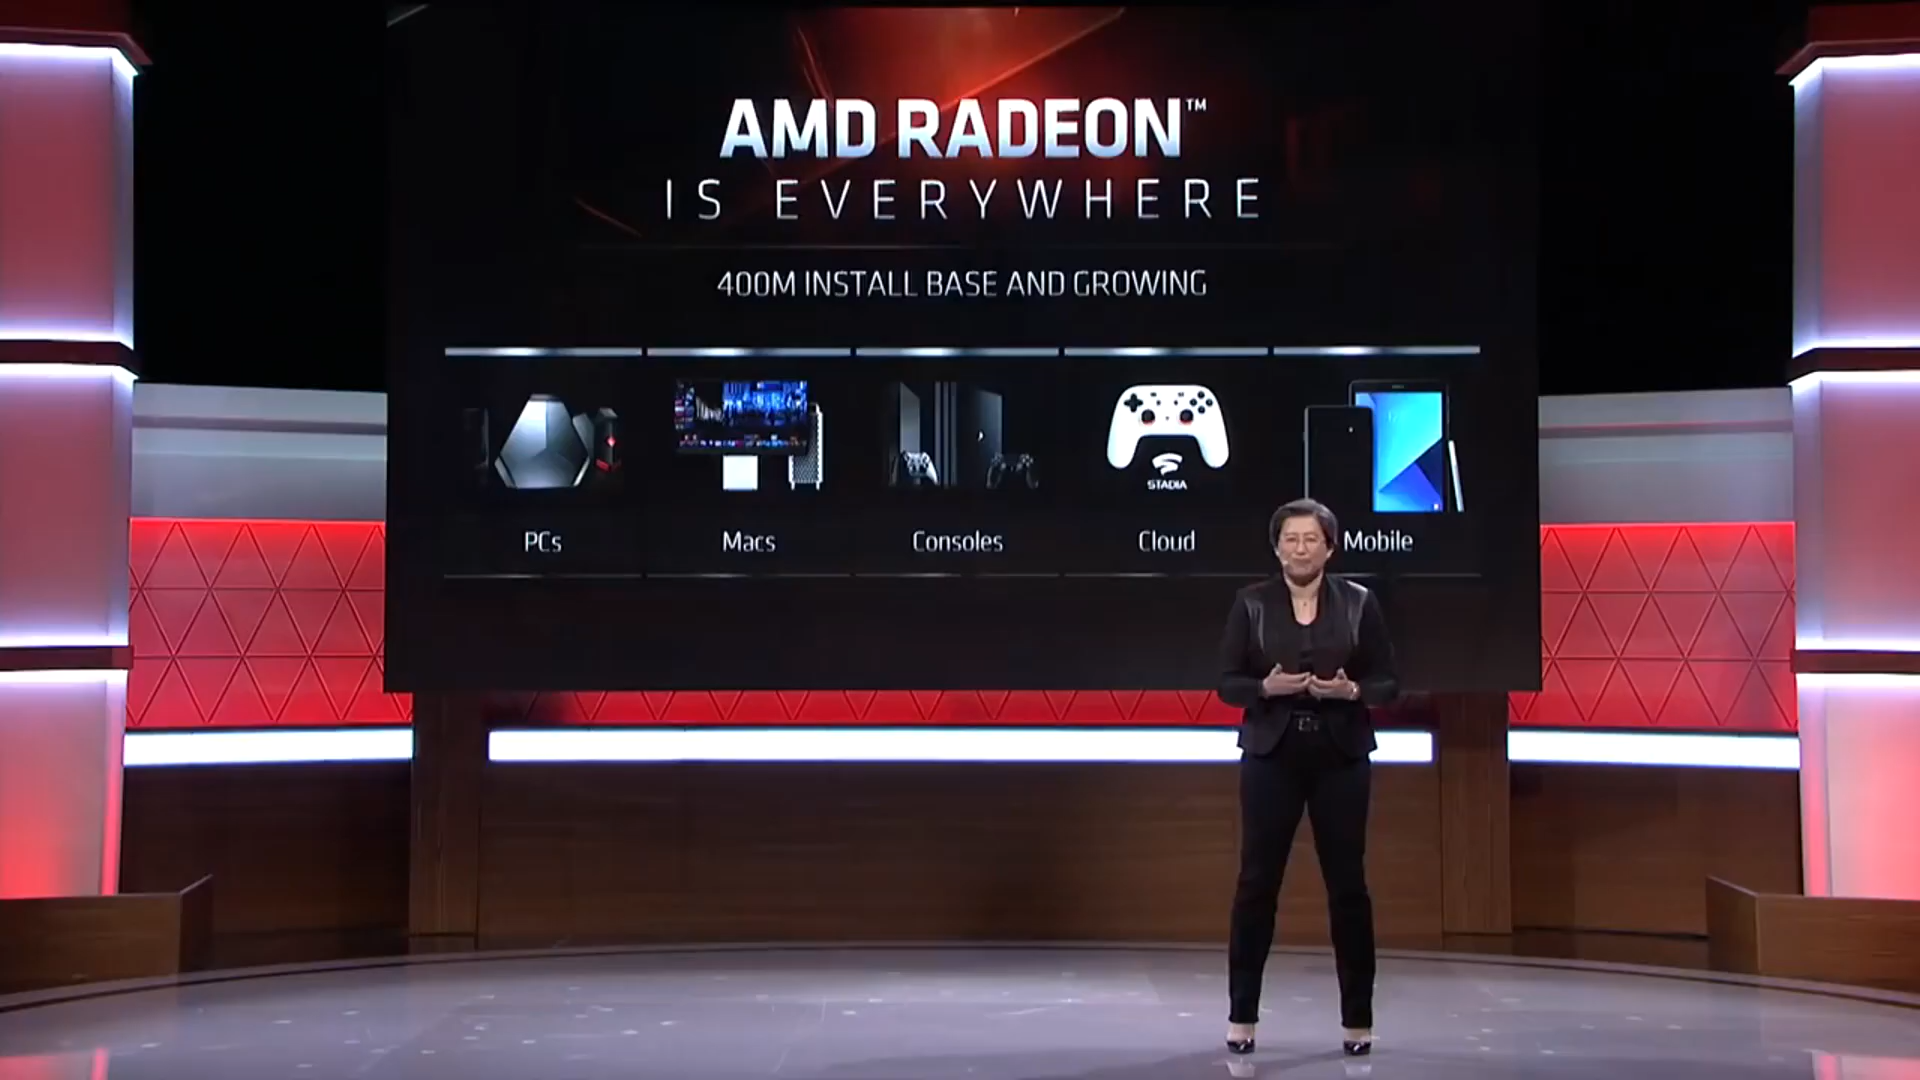 AMD RADEON™
IS EVERYWHERE
400M INSTALL BASE AND GROWING
STADIA
PCs
Macs
Consoles
Cloud
Mobile